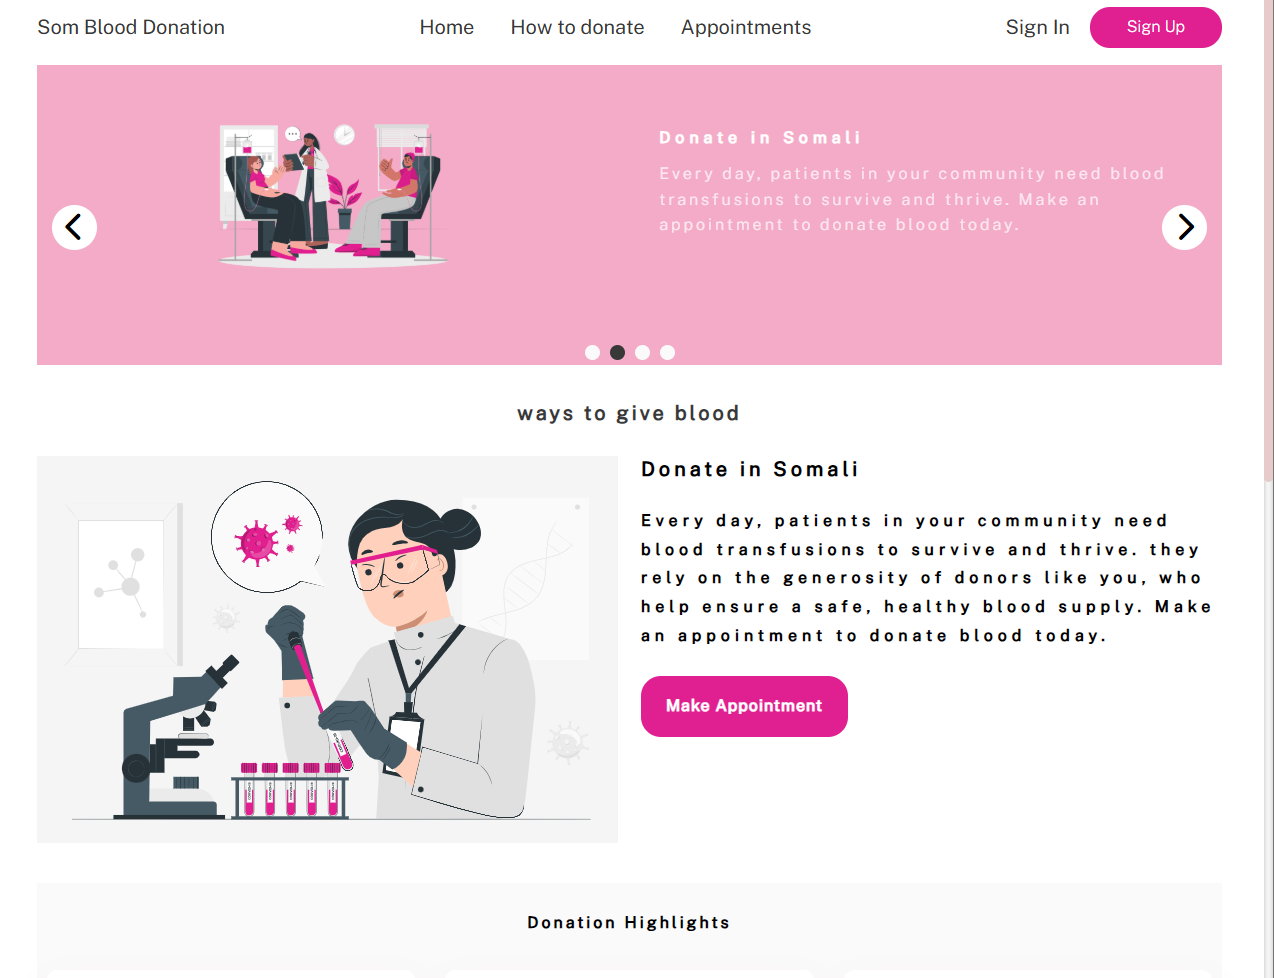 Som Blood Donation
Home
How to donate
Appointments
Sign In
Sign Up
Donate in Somali
Every day, patients in your community need blood
transfusions to survive and thrive. Make an
appointment to donate blood today.
ways to give blood
Donate in Somali
Every day, patients in your community need
blood transfusions to survive and thrive. they
rely on the generosity of donors like you, who
help ensure a safe, healthy blood supply. Make
an appointment to donate blood today.
Make Appointment
Donation Highlights